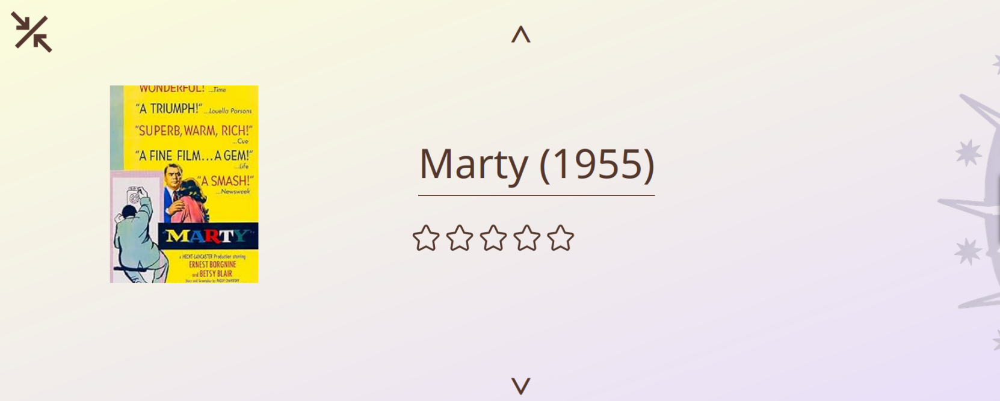 WONDERFUL! ...Time
"A TRIUMPH!" ...Louella Parsons
"SUPERB, WARM, RICH!"
...Cue
"A FINE FILM...A GEM!"
...Life
"A SMASH!"
...Newsweek
"MARTY"
a HECHT-LANCASTER Production starring
ERNEST BORGNINE
and BETSY BLAIR
Story and Screenplay by PADDY CHAYEFSKY
Marty (1955)